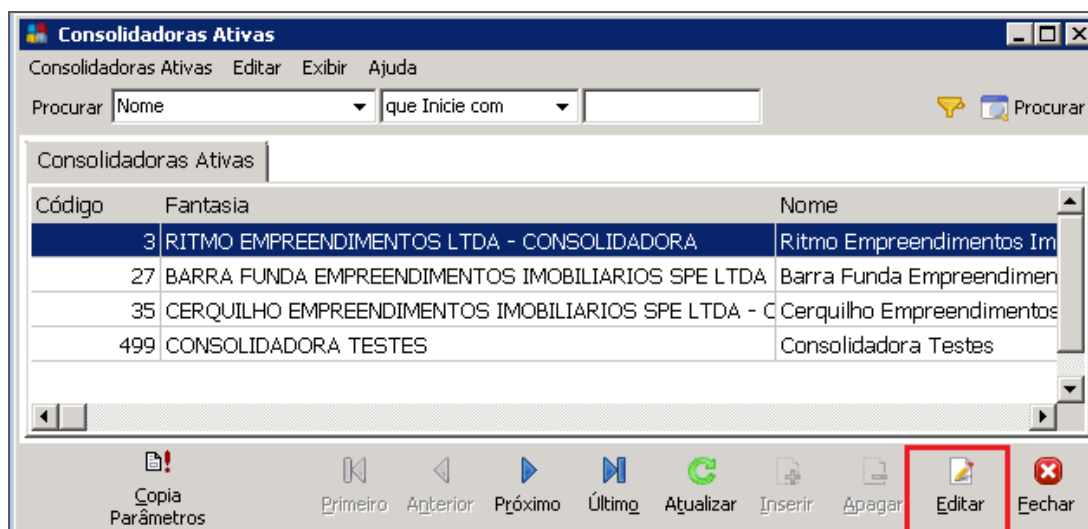 Consolidadoras Ativas
Consolidadoras Ativas Editar Exibir Ajuda
Procurar Nome que Inicie com Procurar
Consolidadoras Ativas
Código Fantasia Nome
3 RITMO EMPREENDIMENTOS LTDA - CONSOLIDADORA Ritmo Empreendimentos Im
27 BARRA FUNDA EMPREENDIMENTOS IMOBILIARIOS SPE LTDA Barra Funda Empreendimen
35 CERQUILHO EMPREENDIMENTOS IMOBILIARIOS SPE LTDA - C Cerquilho Empreendimentos
499 CONSOLIDADORA TESTES Consolidadora Testes
Copia Parâmetros Primeiro Anterior Próximo Último Atualizar Inserir Apagar Editar Fechar